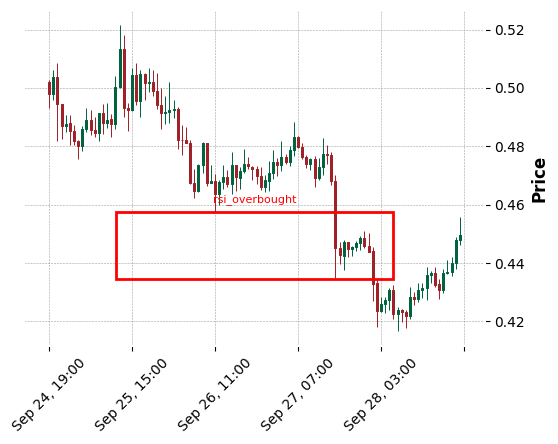 0.52
0.50
0.48
0.46
0.44
0.42
Price
rsi_overbought
Sep 24, 19:00
Sep 25, 15:00
Sep 26, 11:00
Sep 27, 07:00
Sep 28, 03:00